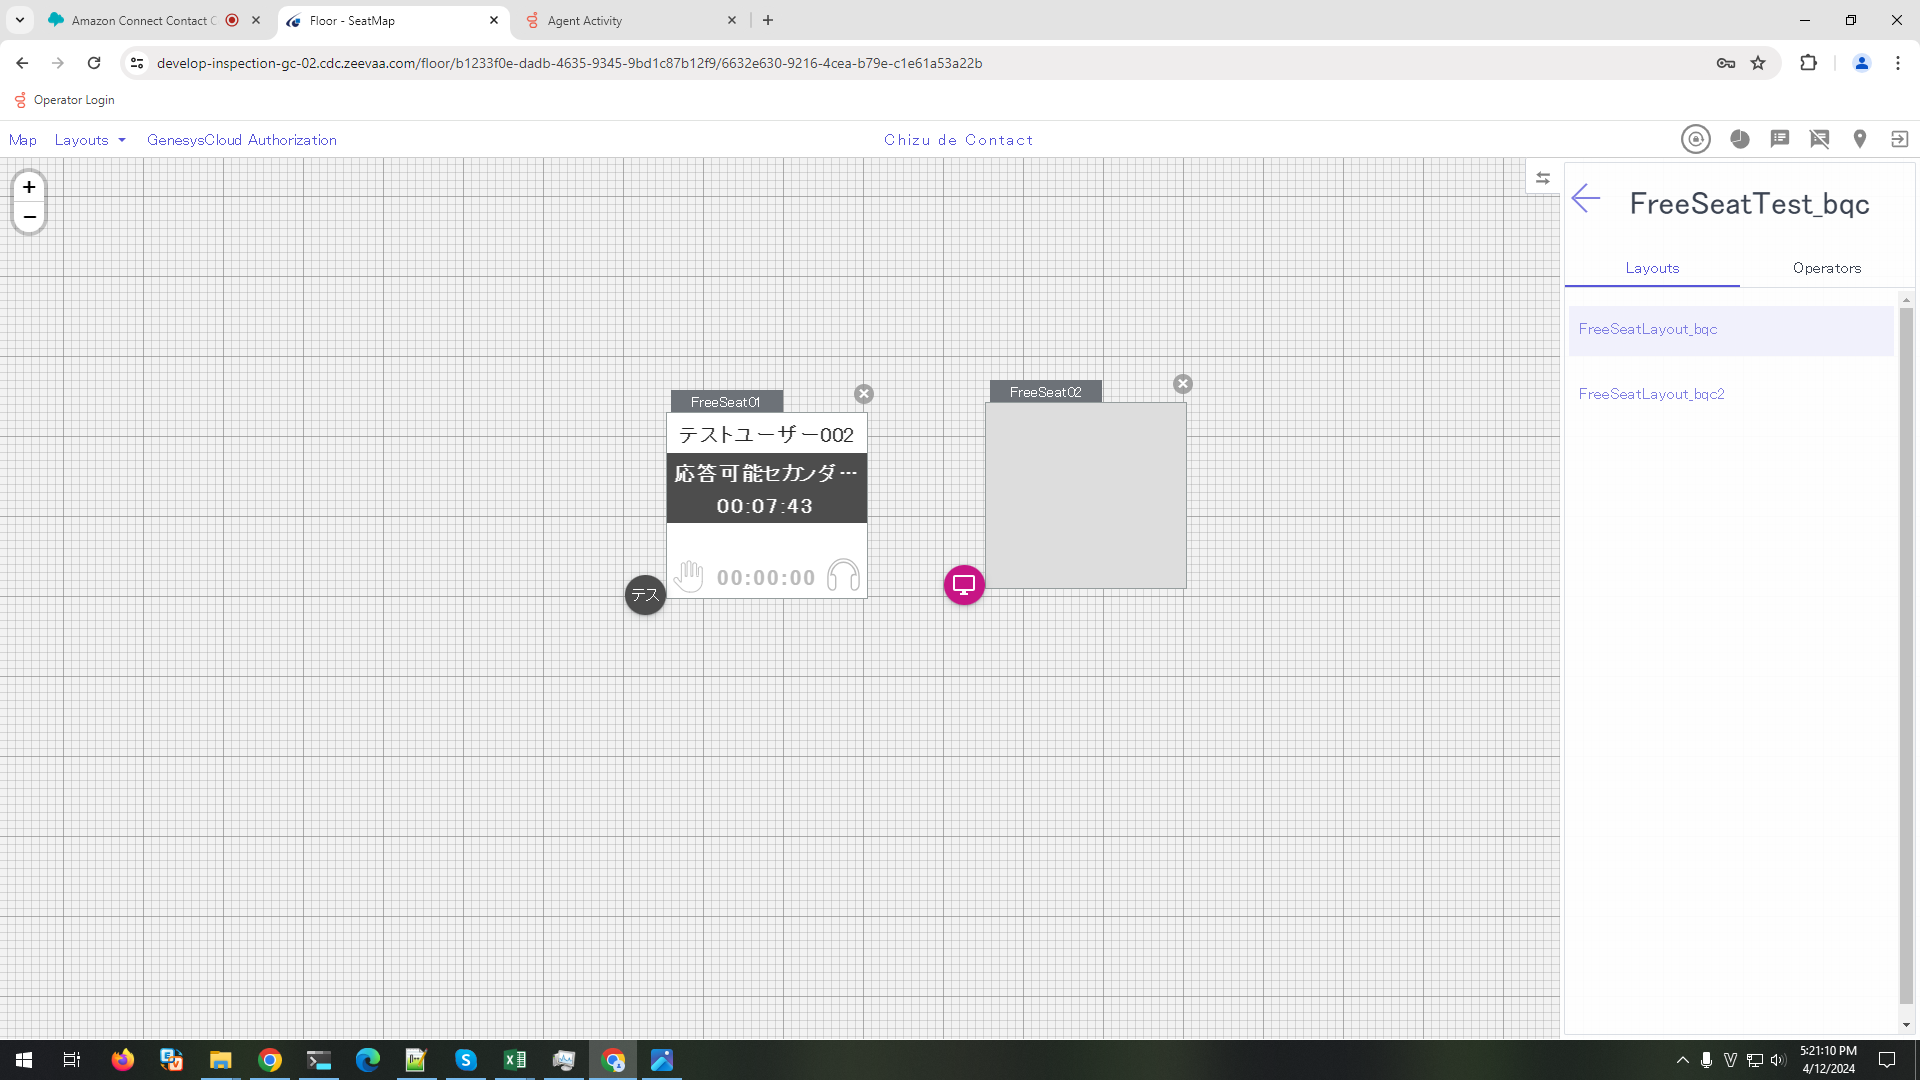 Amazon Connect Contact C
Floor - SeatMap
Agent Activity
develop-inspection-gc-02.cdc.zeevaa.com/floor/b1233f0e-dadb-4635-9345-9bd1c87b12f9/6632e630-9216-4cea-b79e-c1e61a53a22b
Operator Login
Map
Layouts
GenesysCloud Authorization
Chizu de Contact
+
−
FreeSeatTest_bqc
Layouts
Operators
FreeSeatLayout_bqc
FreeSeatLayout_bqc2
FreeSeat01
テストユーザー002
応答可能セカンダ…
00:07:43
00:00:00
テス
FreeSeat02
5:21:10 PM
4/12/2024